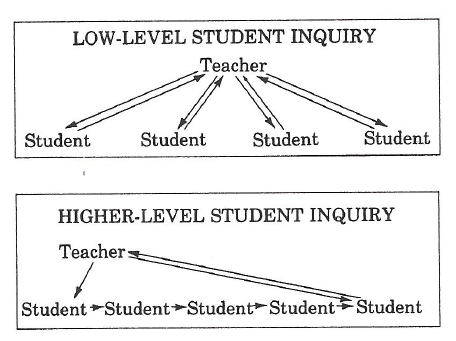 LOW-LEVEL STUDENT INQUIRY
Teacher
Student Student Student Student
HIGHER-LEVEL STUDENT INQUIRY
Teacher
Student Student Student Student Student